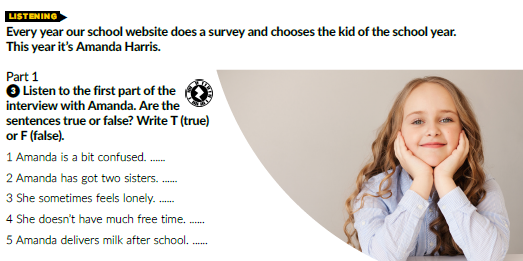 LISTENING
Every year our school website does a survey and chooses the kid of the school year.
This year it's Amanda Harris.
Part 1
3 Listen to the first part of the
interview with Amanda. Are the
sentences true or false? Write T (true)
or F (false).
1 Amanda is a bit confused. ......
2 Amanda has got two sisters. ......
3 She sometimes feels lonely. ......
4 She doesn't have much free time. ......
5 Amanda delivers milk after school. ......